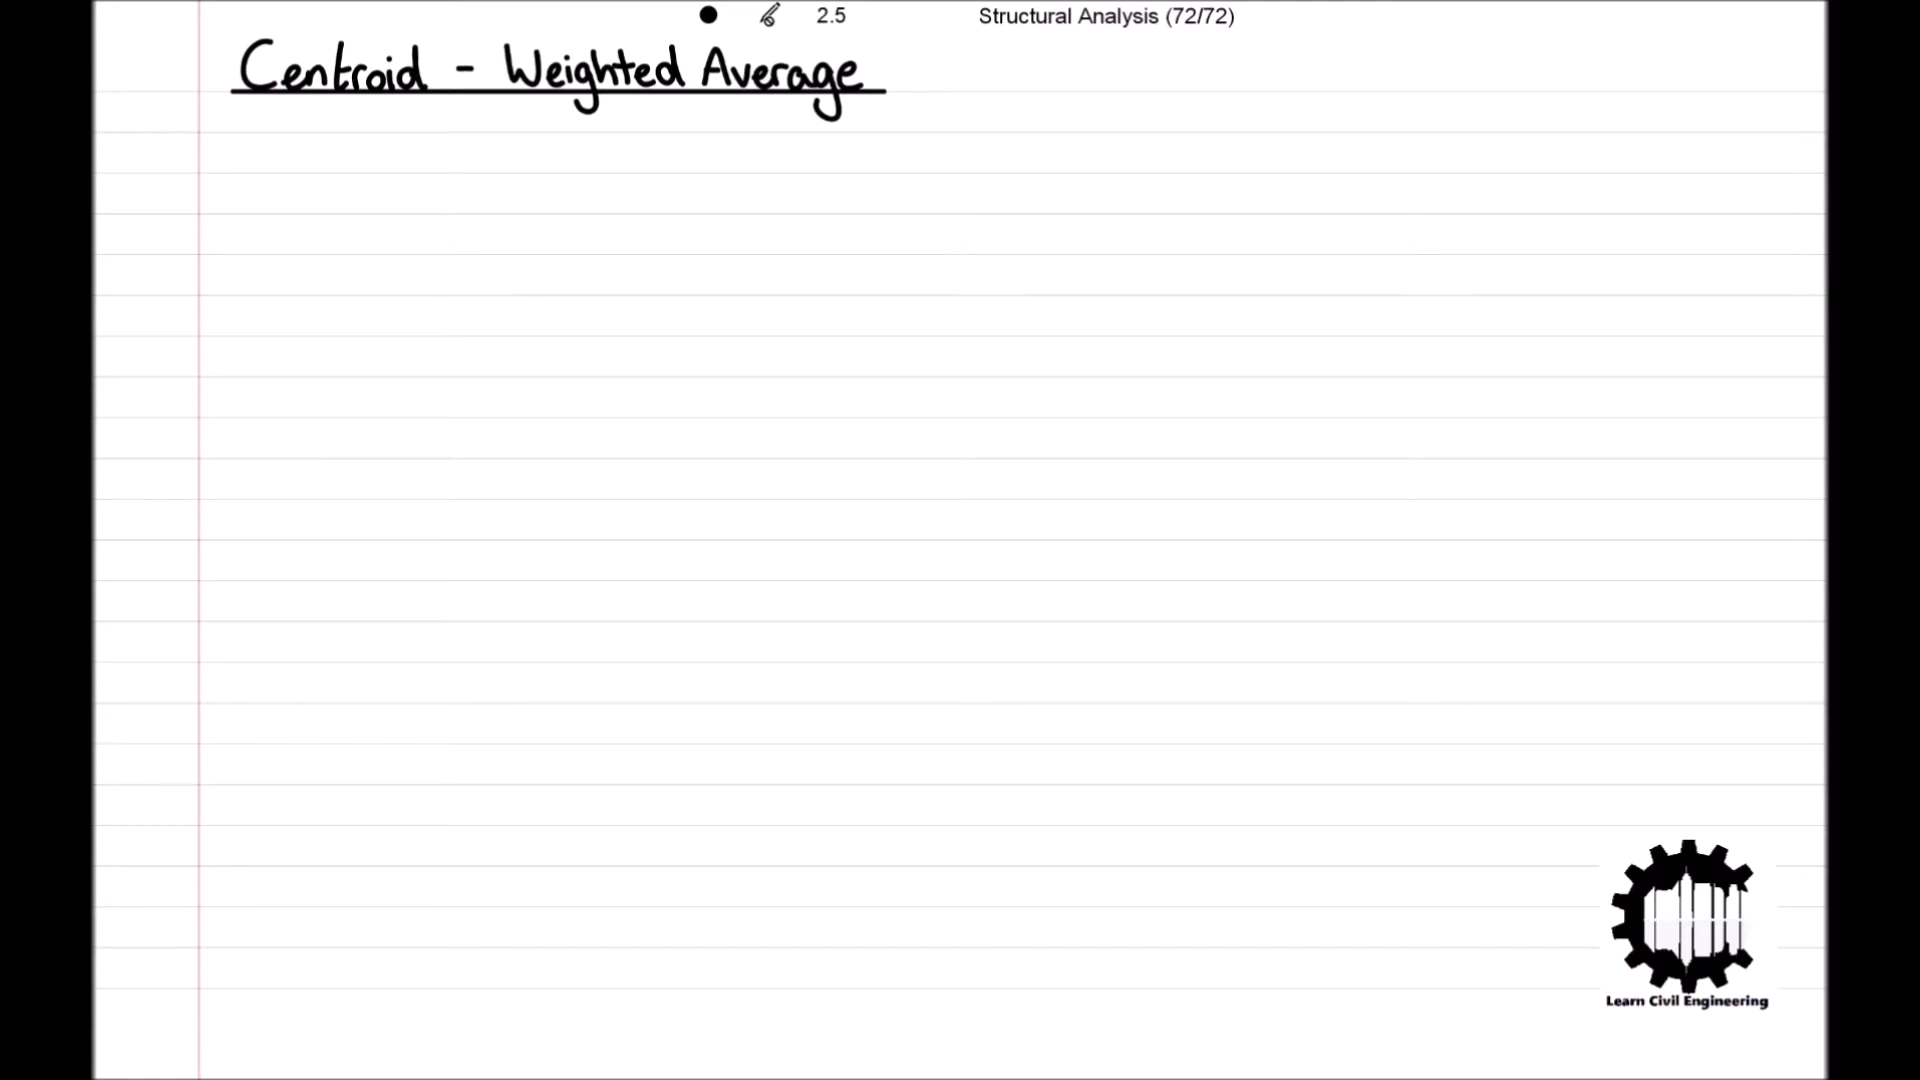 2.5 Structural Analysis (72/72)
Centroid - Weighted Average
Learn Civil Engineering